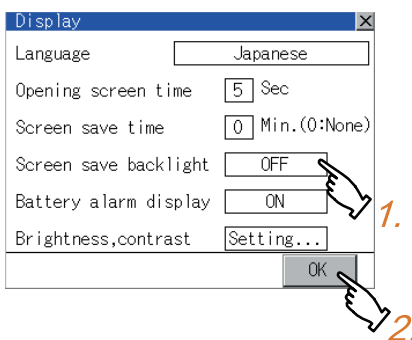 Display ×
Language Japanese
Opening screen time 5 Sec
Screen save time 0 Min.(0:None)
Screen save backlight OFF
1.
Battery alarm display ON
Brightness,contrast Setting...
OK
2.